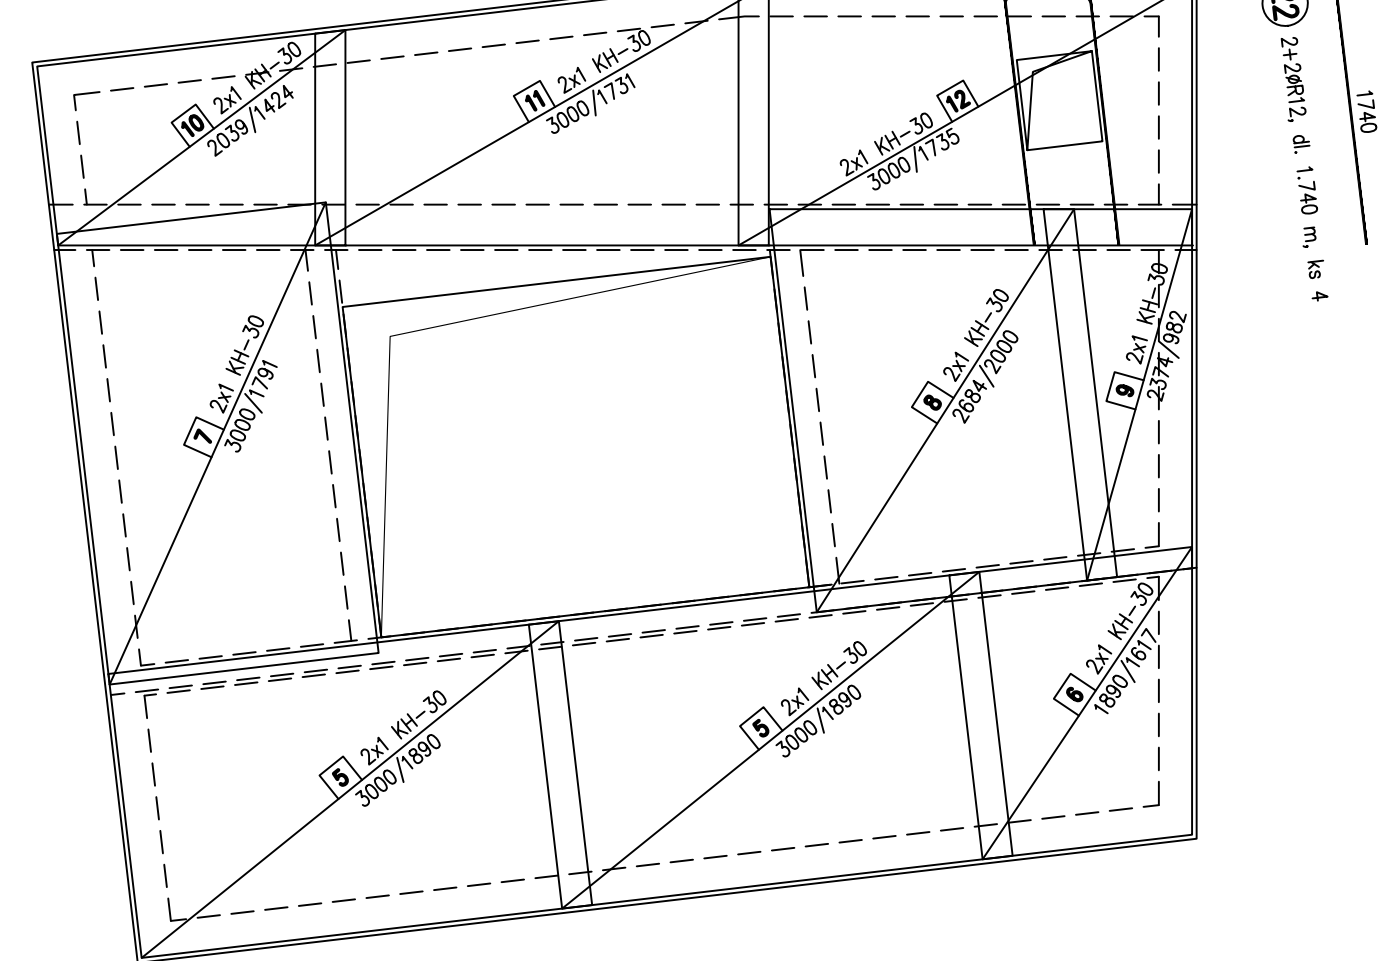 10 2x1 KH-30
2039/1424
11 2x1 KH-30
3000/1731
2x1 KH-30 12
3000/1735
2+2øR12, dl. 1.740 m, ks 4
1740
7 2x1 KH-30
3000/1791
8 2x1 KH-30
2684/2000
9 2x1 KH-30
2374/982
5 2x1 KH-30
3000/1890
5 2x1 KH-30
3000/1890
6 2x1 KH-30
1890/1617